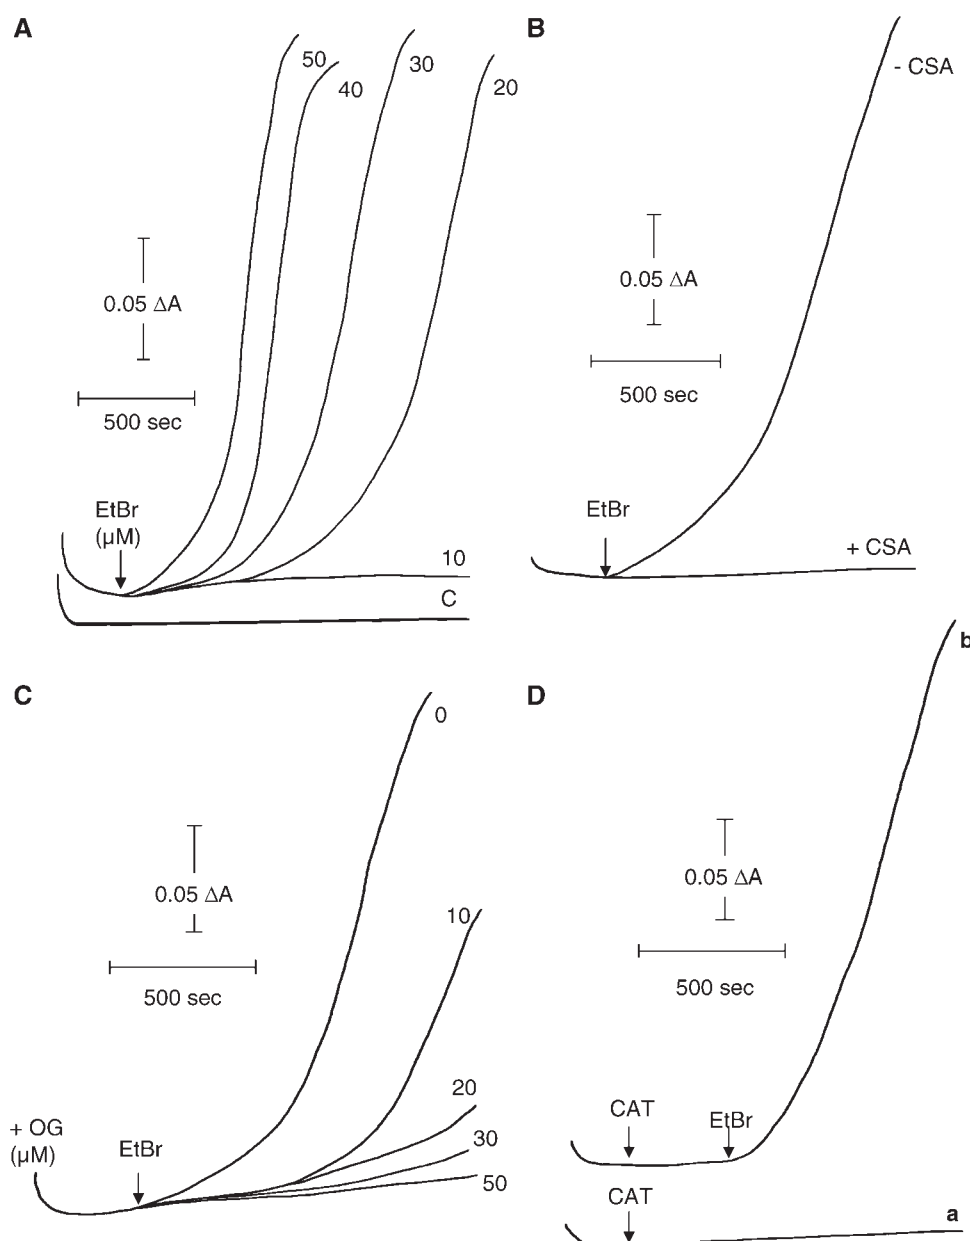 A
50
40
30
20
0.05 ΔA
500 sec
EtBr
(µM)
10
C
B
- CSA
0.05 ΔA
500 sec
EtBr
+ CSA
C
0
0.05 ΔA
500 sec
10
20
30
50
+ OG
(µM)
EtBr
D
b
0.05 ΔA
500 sec
CAT
EtBr
CAT
a